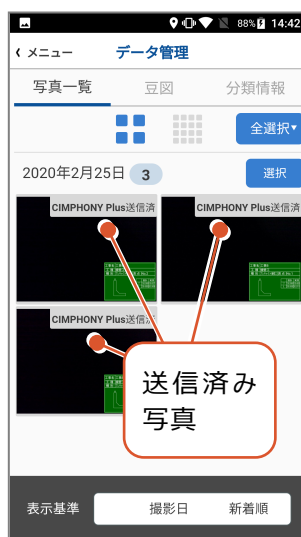 88% 14:42
メニュー データ管理
写真一覧 豆図 分類情報
全選択▾
2020年2月25日 3 選択
CIMPHONY Plus送信済
CIMPHONY Plus送信済
CIMPHONY Plus送信済
送信済み
写真
表示基準 撮影日 新着順